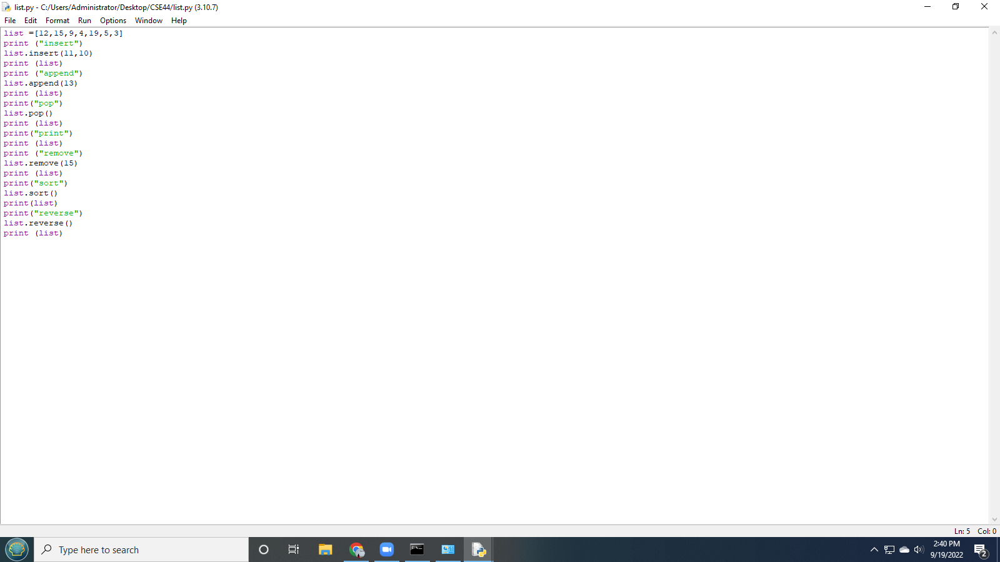 list.py - C:/Users/Administrator/Desktop/CSE44/list.py (3.10.7)
File Edit Format Run Options Window Help
list =[12,15,9,4,19,5,3]
print ("insert")
list.insert(11,10)
print (list)
print ("append")
list.append(13)
print (list)
print("pop")
list.pop()
print (list)
print("print")
print (list)
print ("remove")
list.remove(15)
print (list)
print("sort")
list.sort()
print(list)
print("reverse")
list.reverse()
print (list)
Ln: 5 Col: 0
Type here to search
2:40 PM
9/19/2022
2